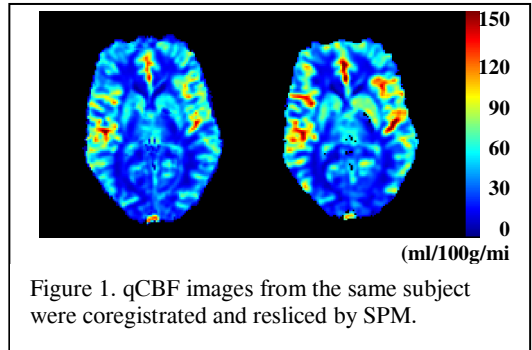 150
120
90
60
30
0
(ml/100g/mi
Figure 1. qCBF images from the same subject
were coregistrated and resliced by SPM.